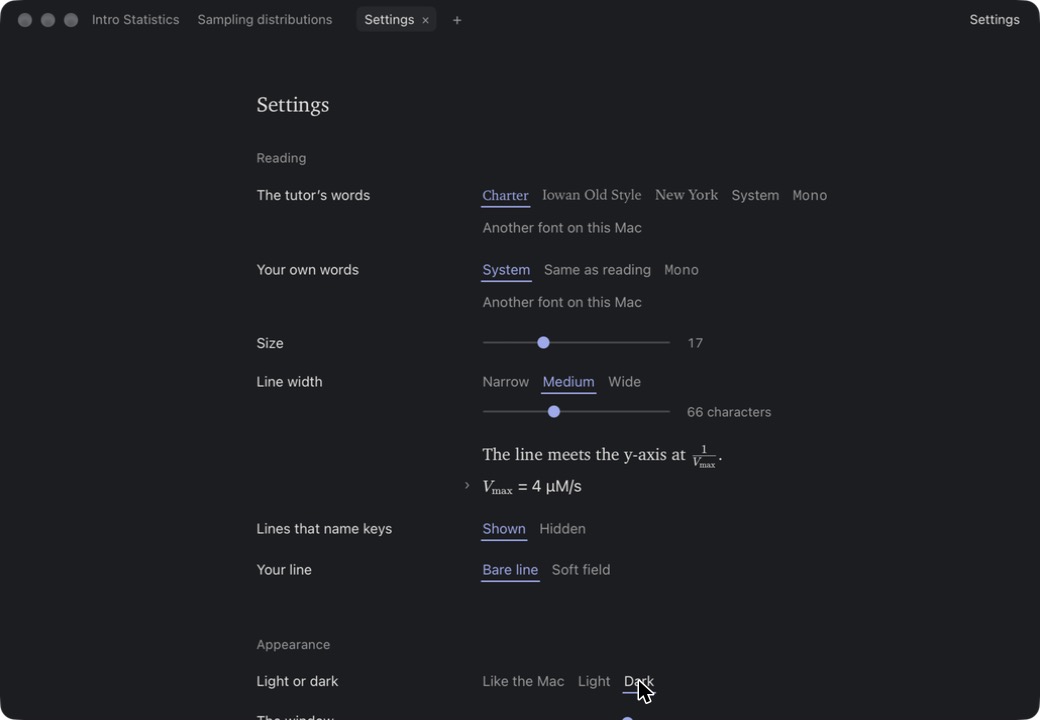 Intro Statistics Sampling distributions Settings × + Settings
Settings
Reading
The tutor's words Charter Iowan Old Style New York System Mono
Another font on this Mac
Your own words System Same as reading Mono
Another font on this Mac
Size 17
Line width Narrow Medium Wide
66 characters
The line meets the y-axis at 1/Vmax.
› Vmax = 4 μM/s
Lines that name keys Shown Hidden
Your line Bare line Soft field
Appearance
Light or dark Like the Mac Light Dark
The window